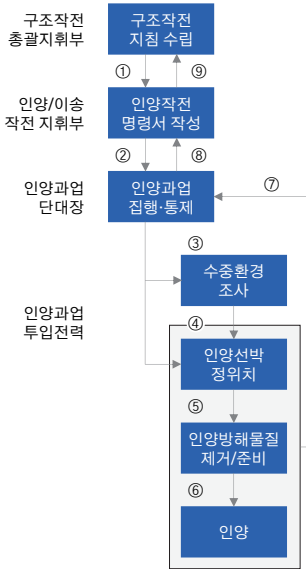 구조작전
총괄지휘부
구조작전
지침 수립
①
⑨
인양/이송
작전 지휘부
인양작전
명령서 작성
②
⑧
인양과업
단대장
인양과업
집행·통제
⑦
③
수중환경
조사
인양과업
투입전력
④
인양선박
정위치
⑤
인양방해물질
제거/준비
⑥
인양